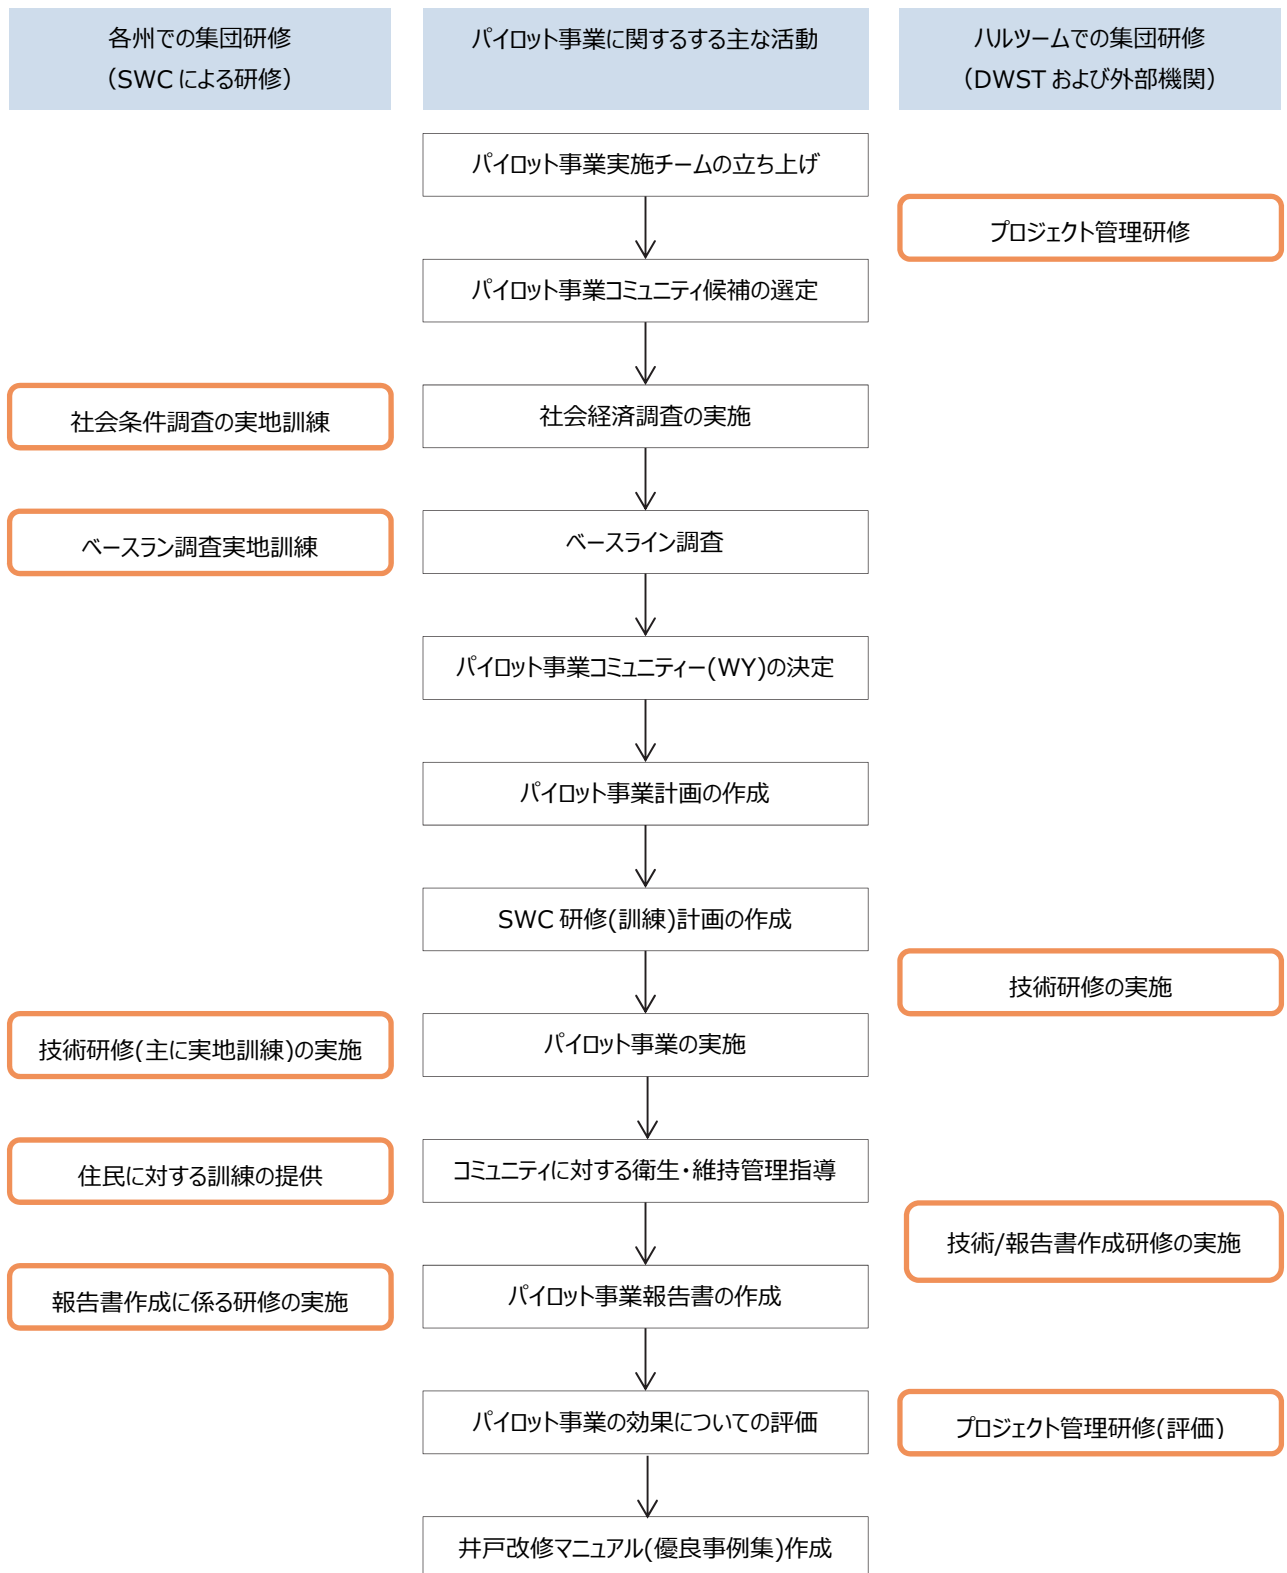 各州での集団研修
（SWC による研修）
パイロット事業に関するする主な活動
ハルツームでの集団研修
（DWST および外部機関）
パイロット事業実施チームの立ち上げ
プロジェクト管理研修
パイロット事業コミュニティ候補の選定
社会条件調査の実地訓練
社会経済調査の実施
ベースラン調査実地訓練
ベースライン調査
パイロット事業コミュニティー(WY)の決定
パイロット事業計画の作成
SWC 研修(訓練)計画の作成
技術研修の実施
技術研修(主に実地訓練)の実施
パイロット事業の実施
住民に対する訓練の提供
コミュニティに対する衛生・維持管理指導
技術/報告書作成研修の実施
報告書作成に係る研修の実施
パイロット事業報告書の作成
パイロット事業の効果についての評価
プロジェクト管理研修(評価)
井戸改修マニュアル(優良事例集)作成